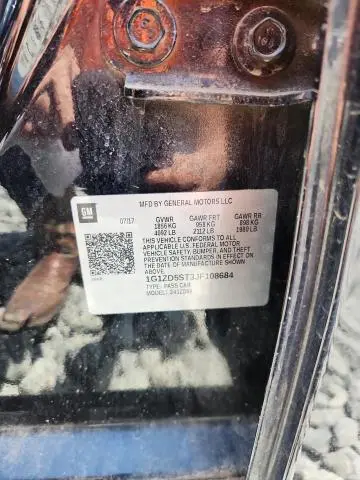 MFD BY GENERAL MOTORS LLC
GM
07/17 GVWR GAWR FRT GAWR RR
1856 KG 958 KG 898 KG
4092 LB 2112 LB 1980 LB
THIS VEHICLE CONFORMS TO ALL
APPLICABLE U.S. FEDERAL MOTOR
VEHICLE SAFETY, BUMPER, AND THEFT
PREVENTION STANDARDS IN EFFECT ON
THE DATE OF MANUFACTURE SHOWN ABOVE.
1G1ZD5ST3JF108684
TYPE: PASS CAR